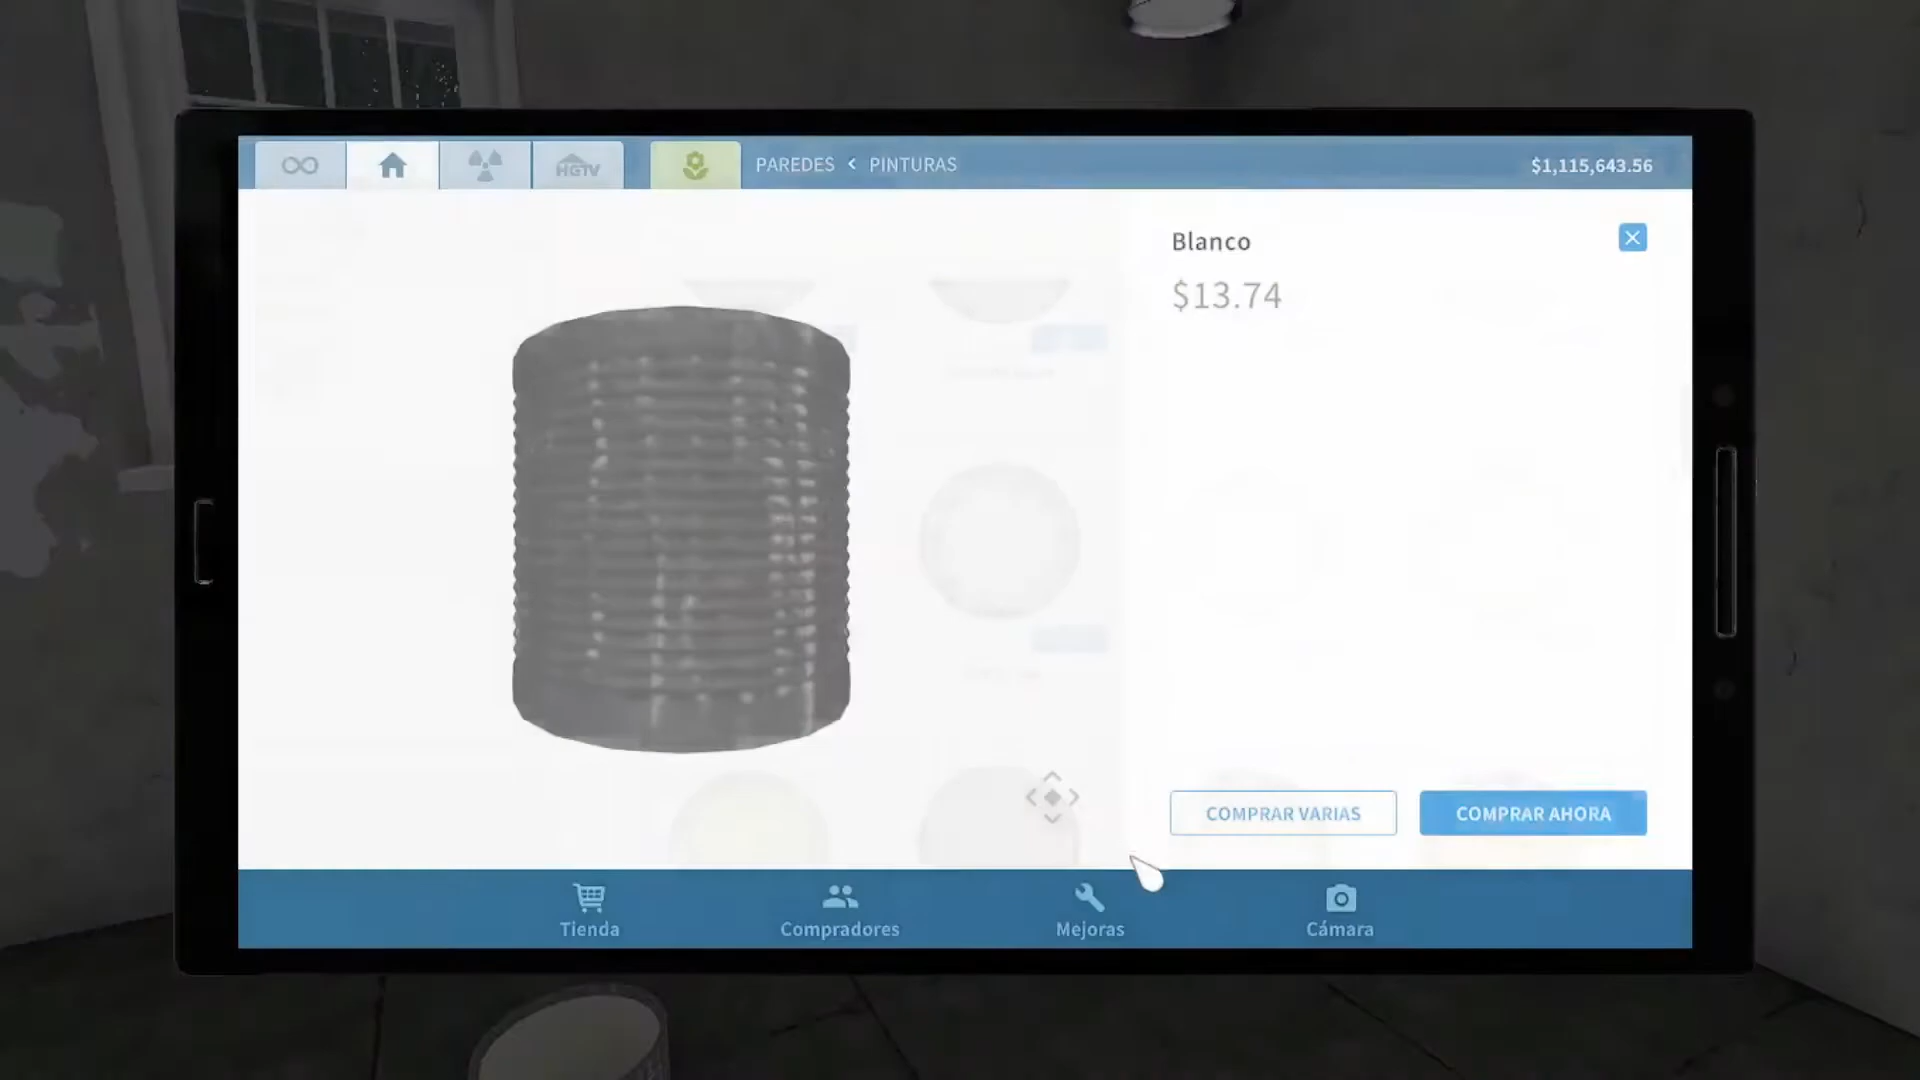 HGTV
PAREDES < PINTURAS
$1,115,643.56
Blanco
$13.74
COMPRAR VARIAS
COMPRAR AHORA
Tienda
Compradores
Mejoras
Cámara